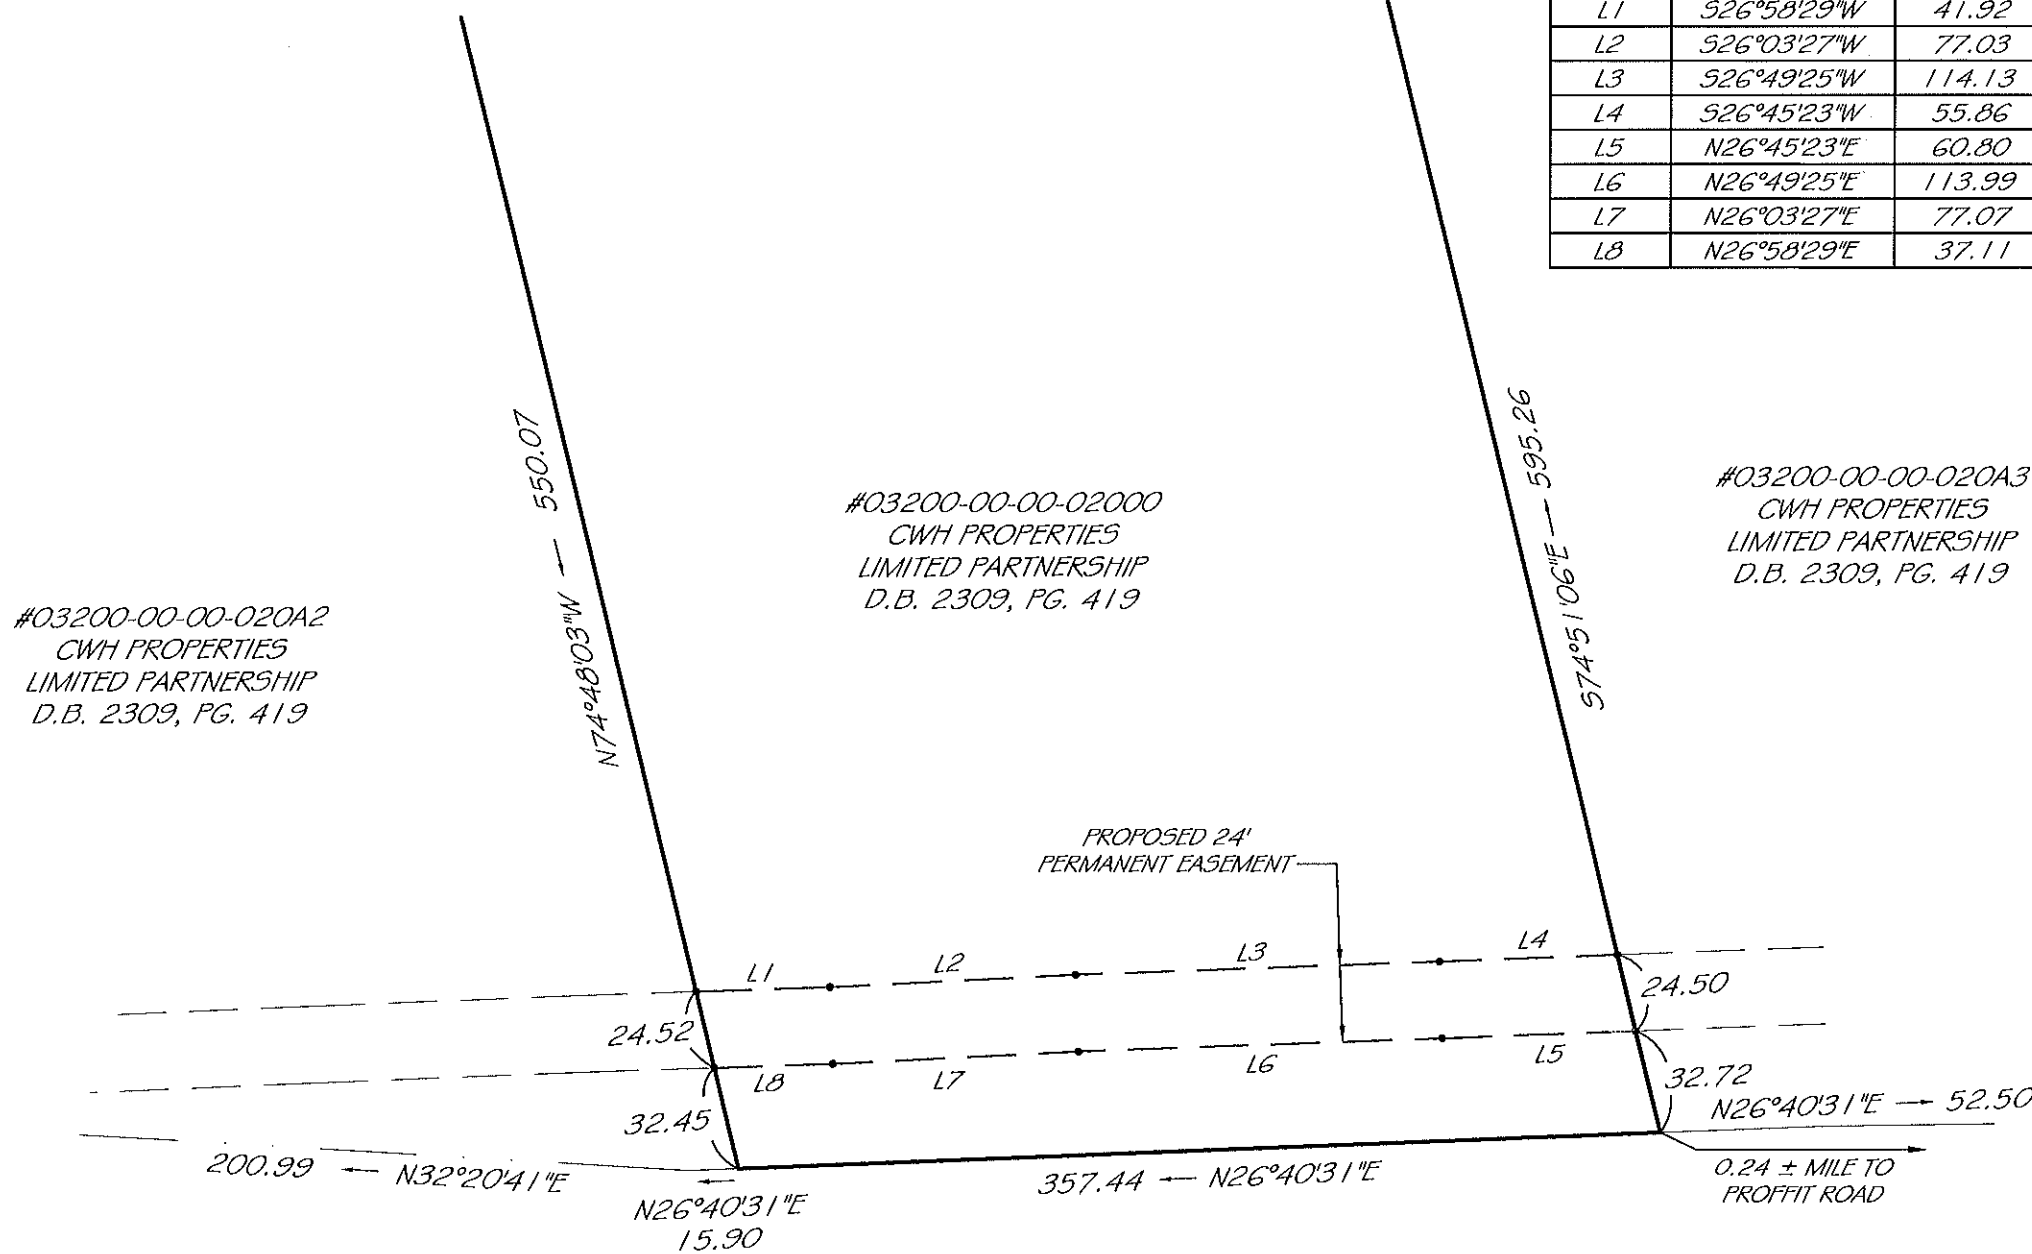 L1 S26°58'29"W 41.92
L2 S26°03'27"W 77.03
L3 S26°49'25"W 114.13
L4 S26°45'23"W 55.86
L5 N26°45'23"E 60.80
L6 N26°49'25"E 113.99
L7 N26°03'27"E 77.07
L8 N26°58'29"E 37.11
N74°48'03"W ← 550.07
S74°51'06"E ← 595.26
#03200-00-00-020A3
CWH PROPERTIES
LIMITED PARTNERSHIP
D.B. 2309, PG. 419
#03200-00-00-02000
CWH PROPERTIES
LIMITED PARTNERSHIP
D.B. 2309, PG. 419
#03200-00-00-020A2
CWH PROPERTIES
LIMITED PARTNERSHIP
D.B. 2309, PG. 419
PROPOSED 24'
PERMANENT EASEMENT
L1
L2
L3
L4
24.52
24.50
L8
L7
L6
L5
32.45
32.72
N26°40'31"E → 52.50
200.99 ← N32°20'41"E
N26°40'31"E
15.90
357.44 ← N26°40'31"E
0.24 ± MILE TO
PROFFIT ROAD